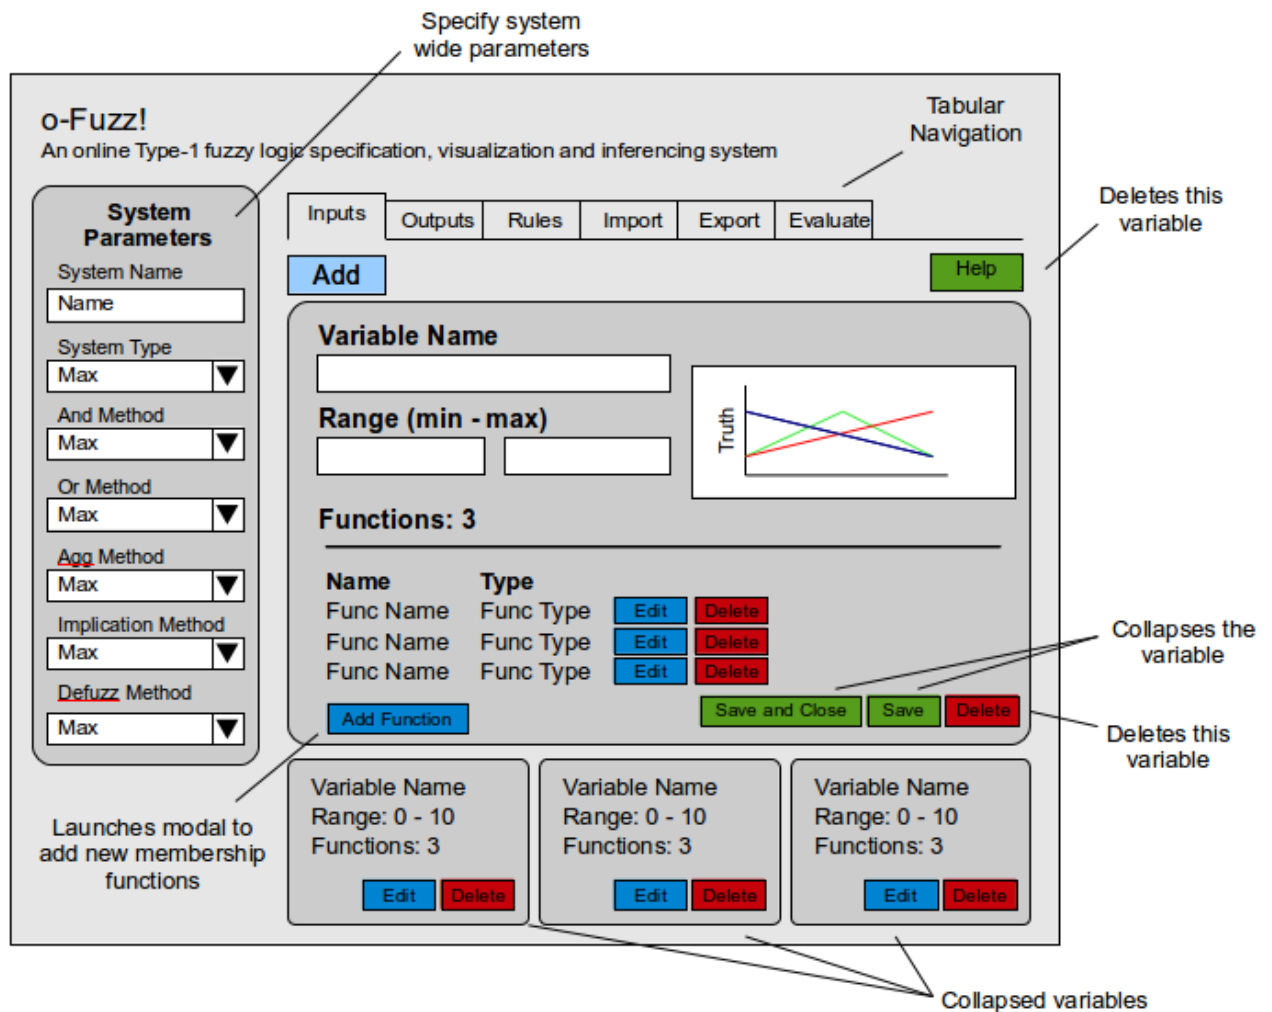 Specify system
wide parameters
o-Fuzz!
An online Type-1 fuzzy logic specification, visualization and inferencing system
Tabular
Navigation
Deletes this
variable
System
Parameters
System Name
Name
System Type
Max
And Method
Max
Or Method
Max
Agg Method
Max
Implication Method
Max
Defuzz Method
Max
Inputs Outputs Rules Import Export Evaluate
Add
Help
Variable Name
Range (min - max)
Truth
Functions: 3
Name Type
Func Name Func Type Edit Delete
Func Name Func Type Edit Delete
Func Name Func Type Edit Delete
Add Function
Save and Close Save Delete
Collapses the
variable
Deletes this
variable
Launches modal to
add new membership
functions
Variable Name
Range: 0 - 10
Functions: 3
Edit Delete
Variable Name
Range: 0 - 10
Functions: 3
Edit Delete
Variable Name
Range: 0 - 10
Functions: 3
Edit Delete
Collapsed variables